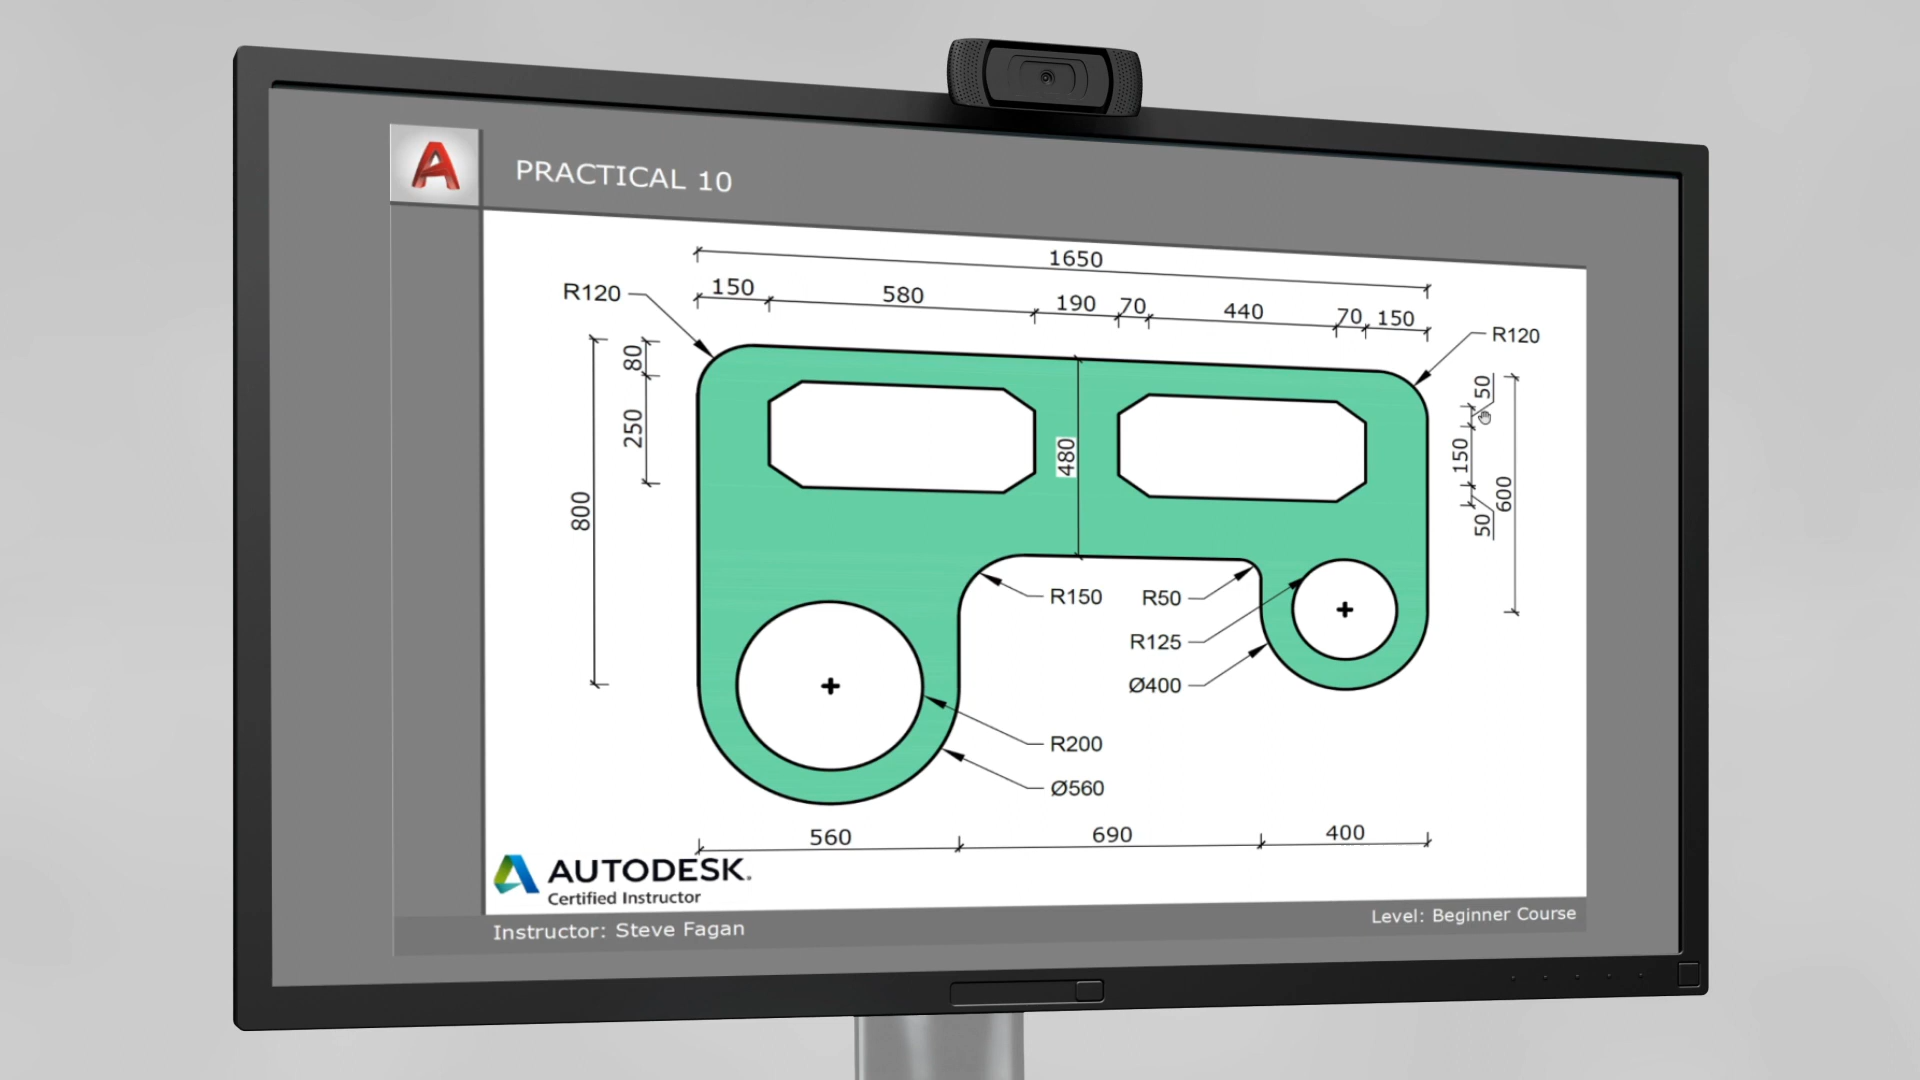 PRACTICAL 10
1650
R120
150
580
190
70
440
70
150
R120
80
250
800
480
50
150
50
600
R150
R50
R125
Ø400
R200
Ø560
560
690
400
AUTODESK.
Certified Instructor
Instructor: Steve Fagan
Level: Beginner Course